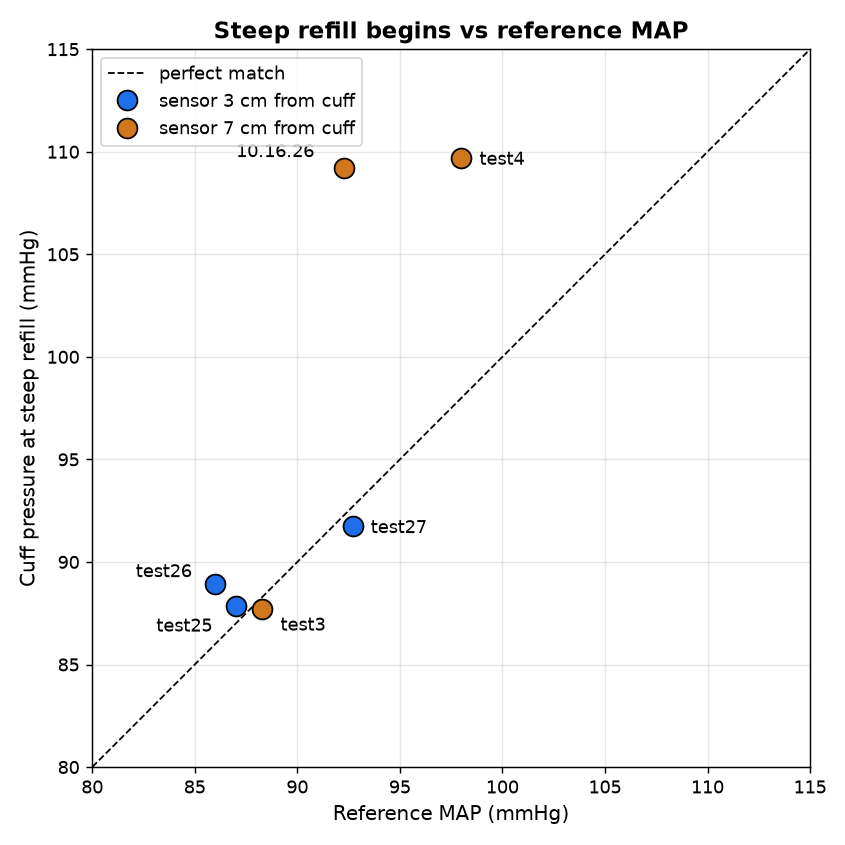 Steep refill begins vs reference MAP
perfect match
sensor 3 cm from cuff
sensor 7 cm from cuff
10.16.26
test4
test27
test26
test25
test3
Cuff pressure at steep refill (mmHg)
115
110
105
100
95
90
85
80
80 85 90 95 100 105 110 115
Reference MAP (mmHg)